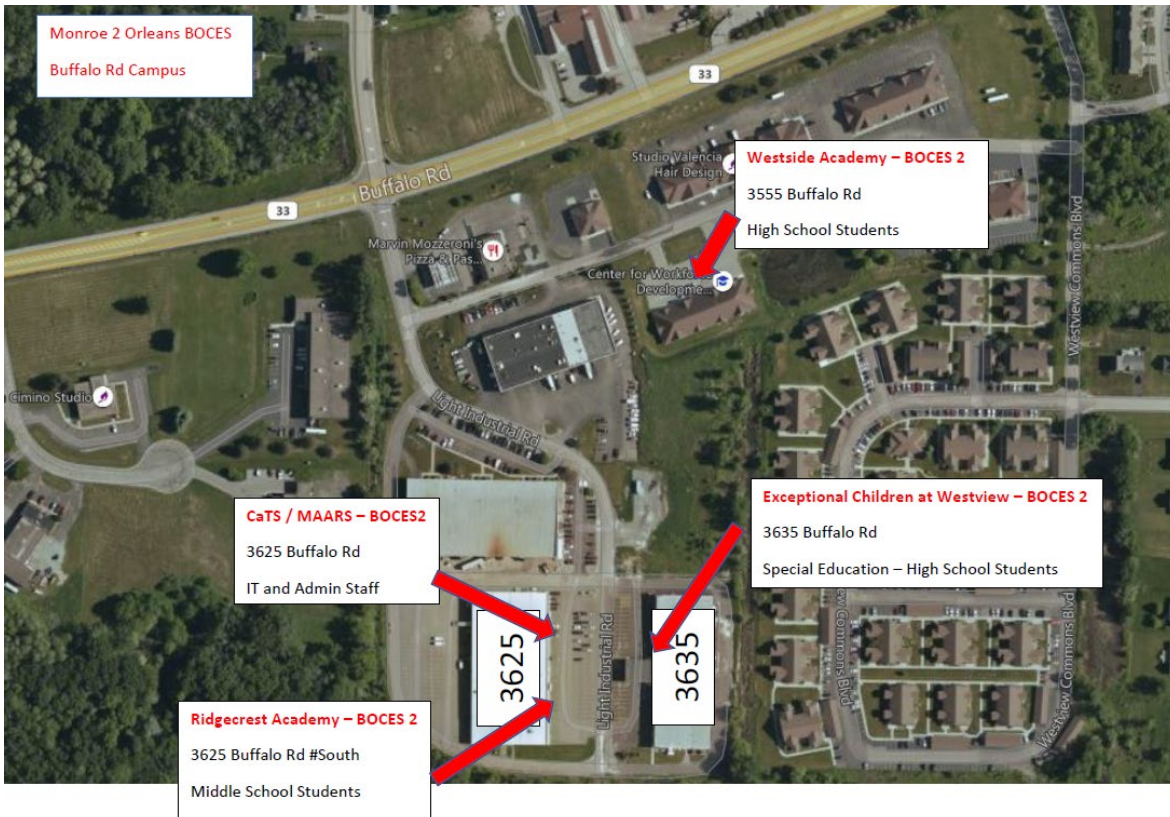 Monroe 2 Orleans BOCES
Buffalo Rd Campus
33
Buffalo Rd
33
Studio Valencia
Hair Design
Westside Academy – BOCES 2
3555 Buffalo Rd
High School Students
Marvin Mozzeroni's
Pizza & Pas...
Center for Workforce
Developme...
Westview Commons Blvd
Cimino Studio
Light Industrial Rd
CaTS / MAARS – BOCES2
3625 Buffalo Rd
IT and Admin Staff
Exceptional Children at Westview – BOCES 2
3635 Buffalo Rd
Special Education – High School Students
3625
Light Industrial Rd
3635
w Commons Blvd
Westview Commons Blvd
Ridgecrest Academy – BOCES 2
3625 Buffalo Rd #South
Middle School Students